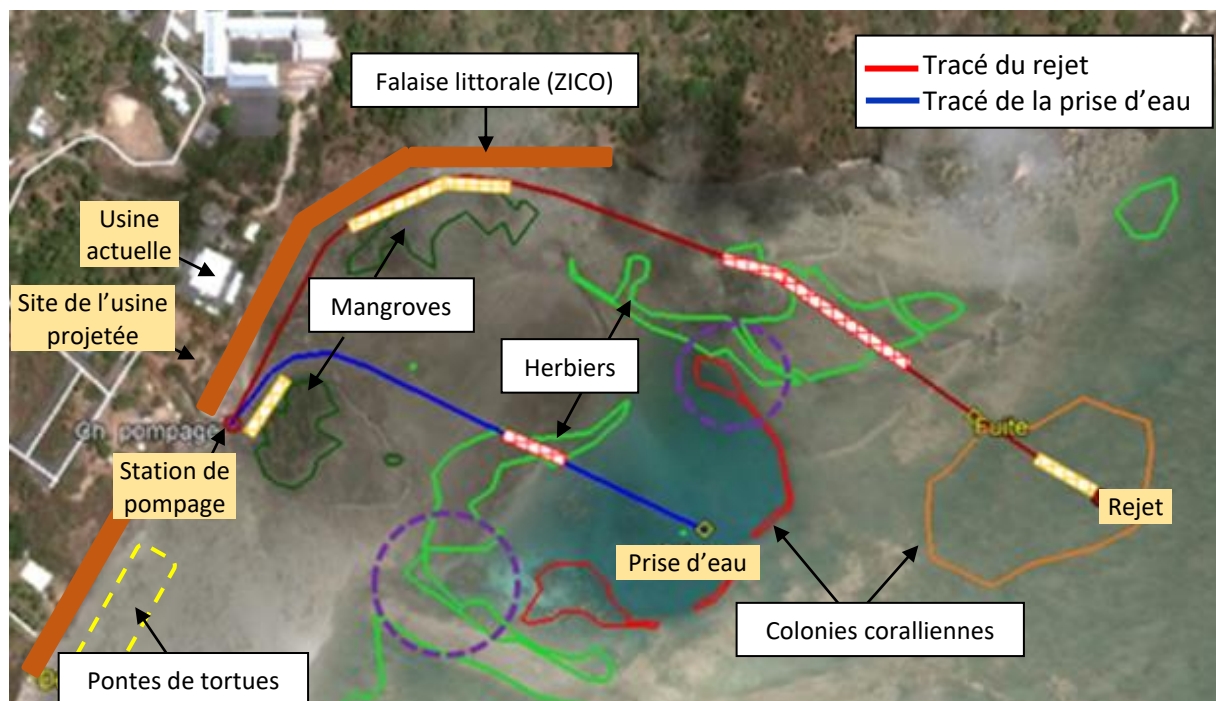 Falaise littorale (ZICO)
Tracé du rejet
Tracé de la prise d’eau
Usine
actuelle
Site de l’usine
projetée
Mangroves
Herbiers
pompage
Station de
pompage
Fuite
Rejet
Prise d’eau
Colonies coralliennes
Pontes de tortues